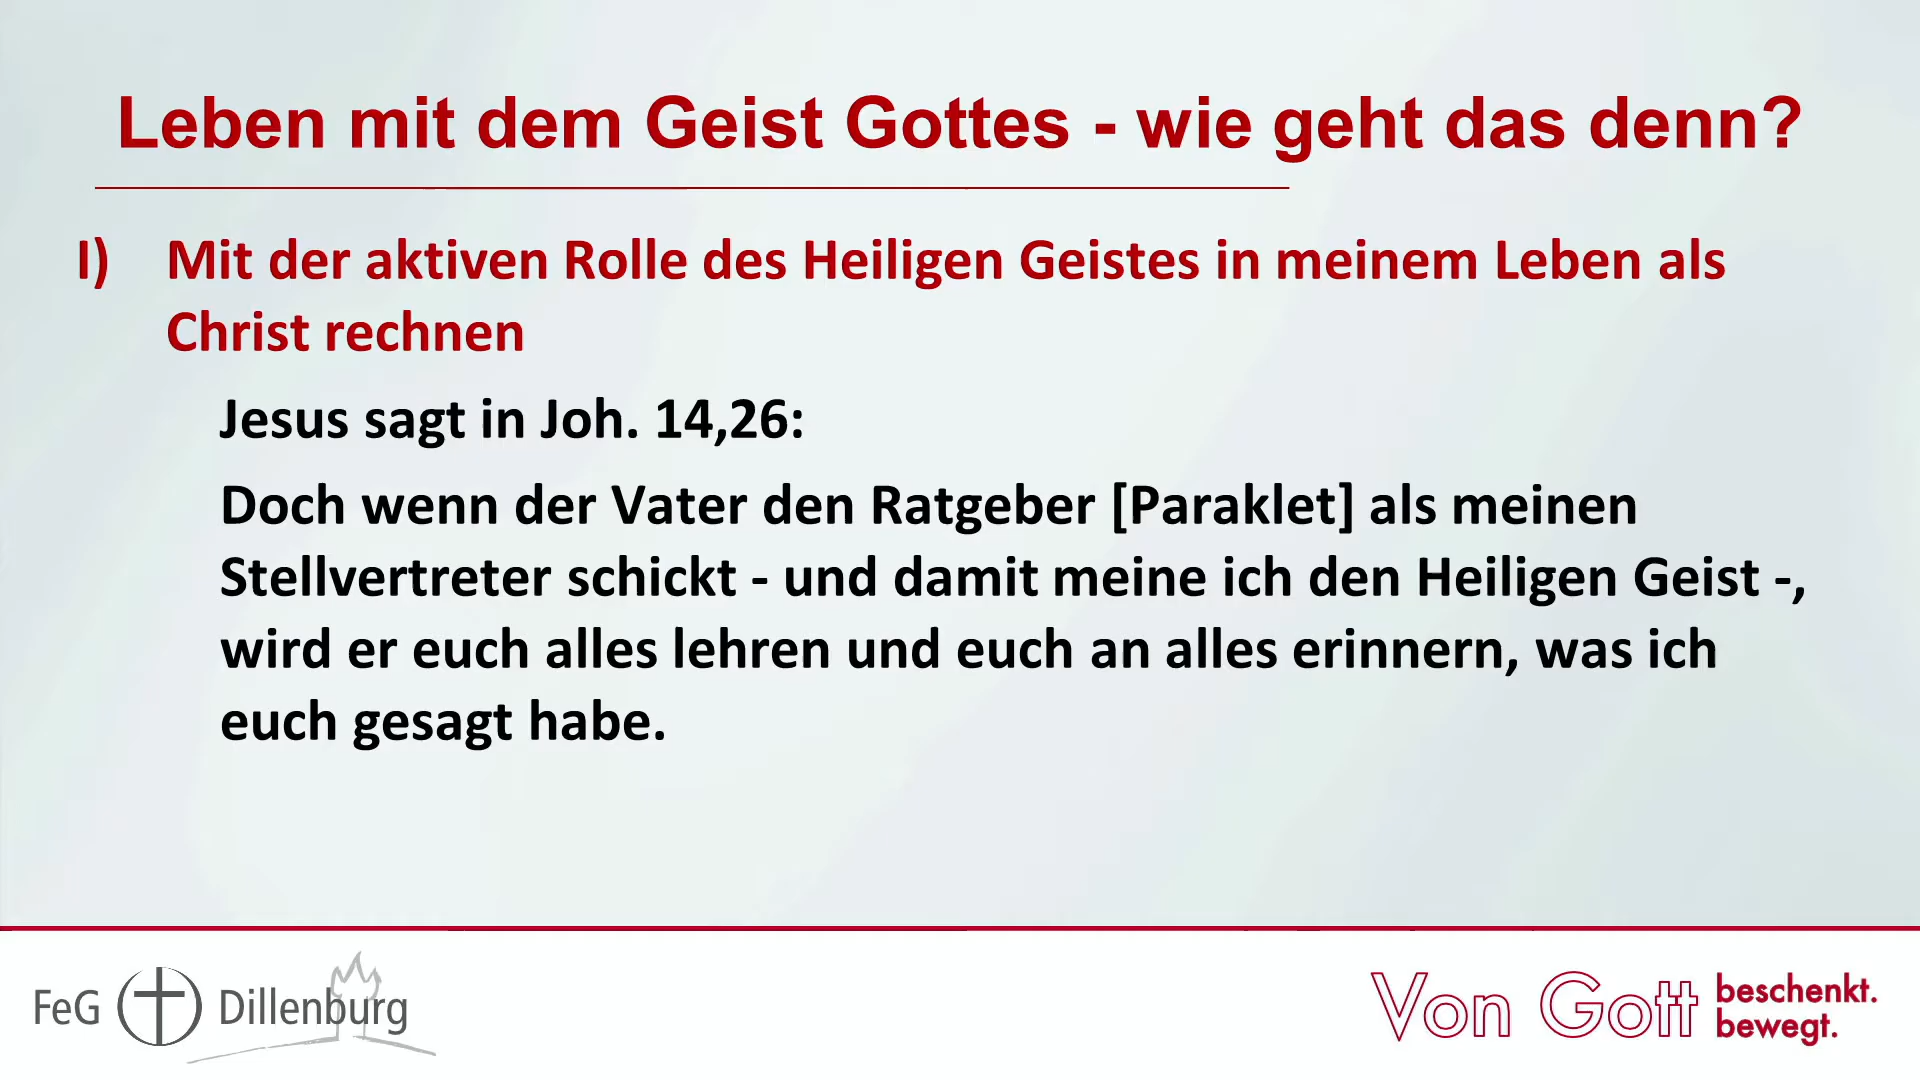 Leben mit dem Geist Gottes - wie geht das denn?
I) Mit der aktiven Rolle des Heiligen Geistes in meinem Leben als
Christ rechnen
Jesus sagt in Joh. 14,26:
Doch wenn der Vater den Ratgeber [Paraklet] als meinen
Stellvertreter schickt - und damit meine ich den Heiligen Geist -,
wird er euch alles lehren und euch an alles erinnern, was ich
euch gesagt habe.
FeG Dillenburg
Von Gott beschenkt.
bewegt.